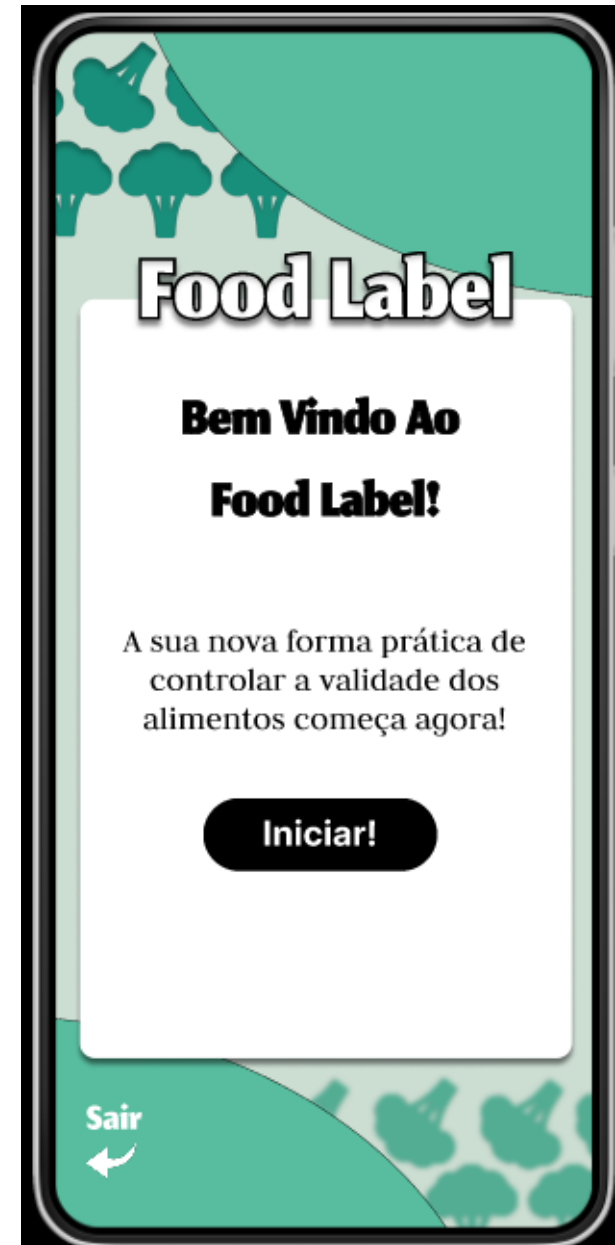 Food Label
Bem Vindo Ao
Food Label!
A sua nova forma prática de
controlar a validade dos
alimentos começa agora!
Iniciar!
Sair